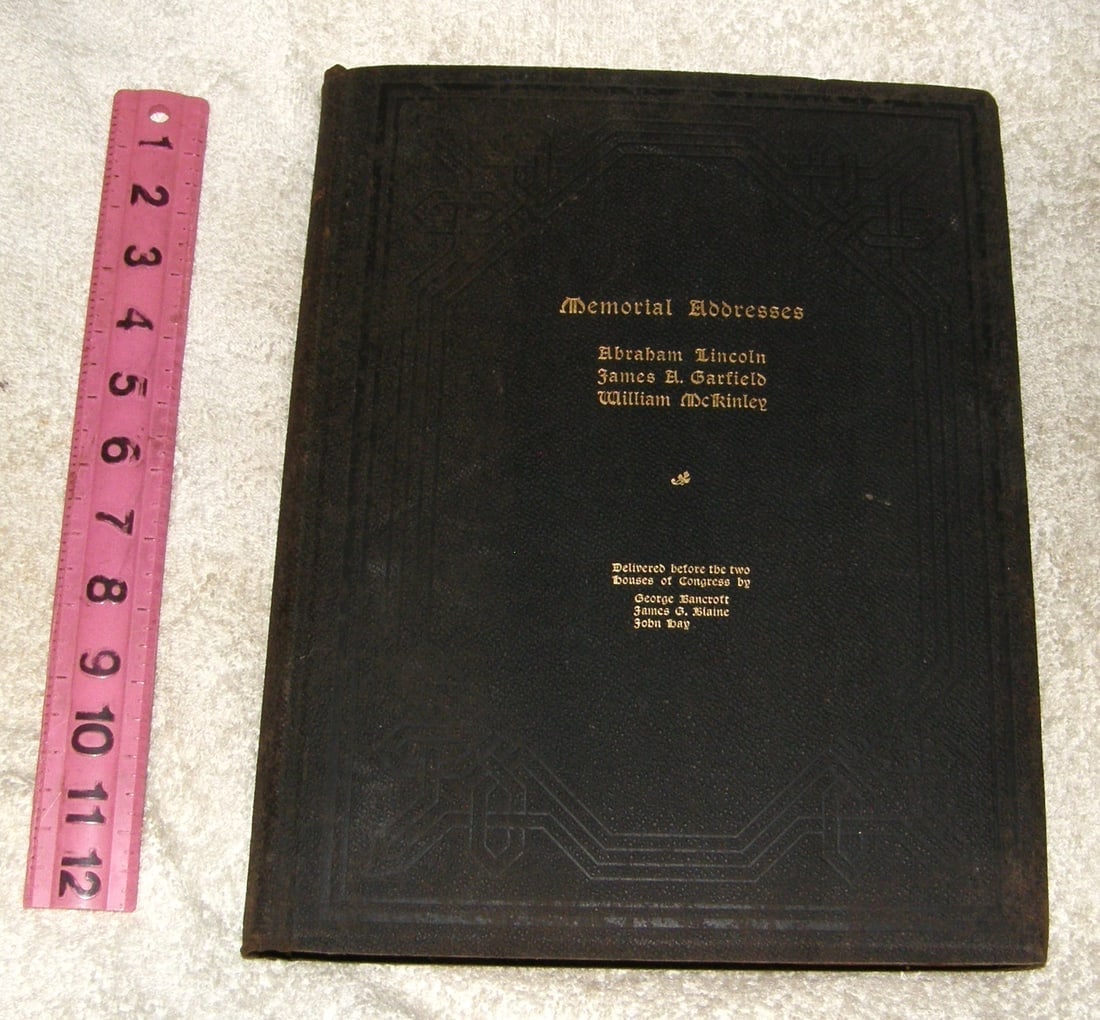 1
2
3
4
5
6
7
8
9
10
11
12
Memorial Addresses
Abraham Lincoln
James A. Garfield
William McKinley
Delivered before the two
Houses of Congress by
George Bancroft
James G. Blaine
John Hay